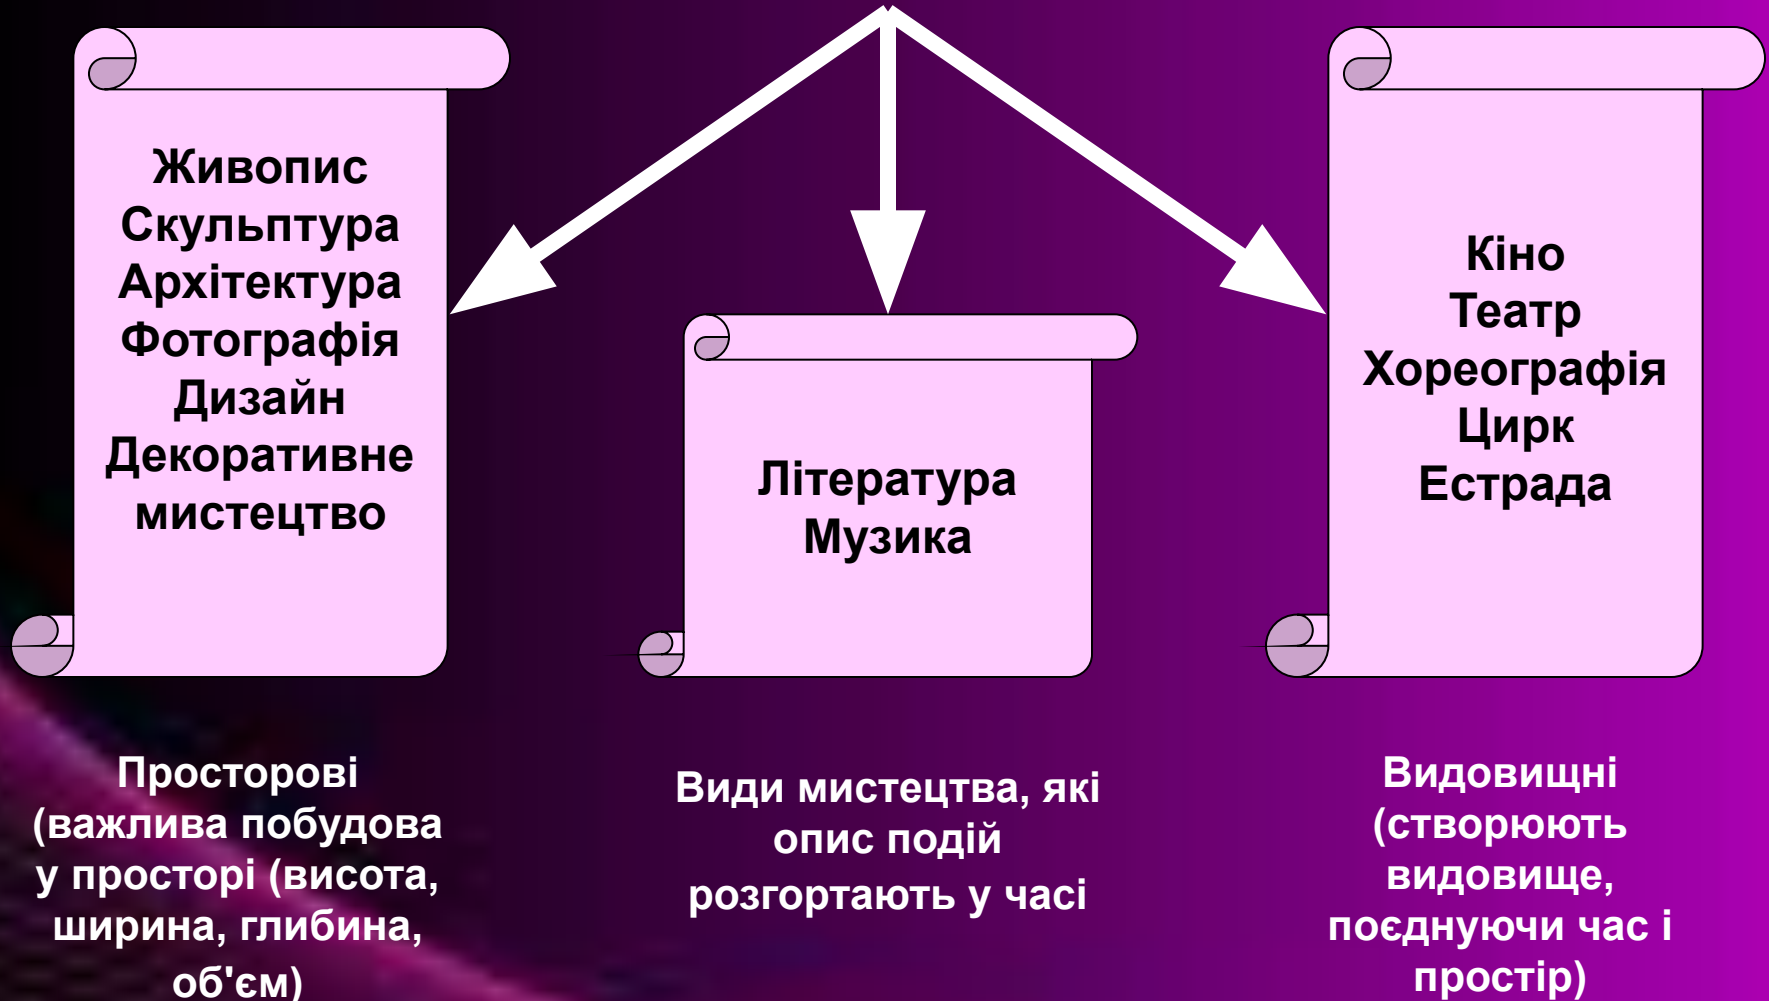 Живопис
Скульптура
Архітектура
Фотографія
Дизайн
Декоративне
мистецтво
Література
Музика
Кіно
Театр
Хореографія
Цирк
Естрада
Просторові
(важлива побудова
у просторі (висота,
ширина, глибина,
об'єм)
Види мистецтва, які
опис подій
розгортають у часі
Видовищні
(створюють
видовище,
поєднуючи час і
простір)